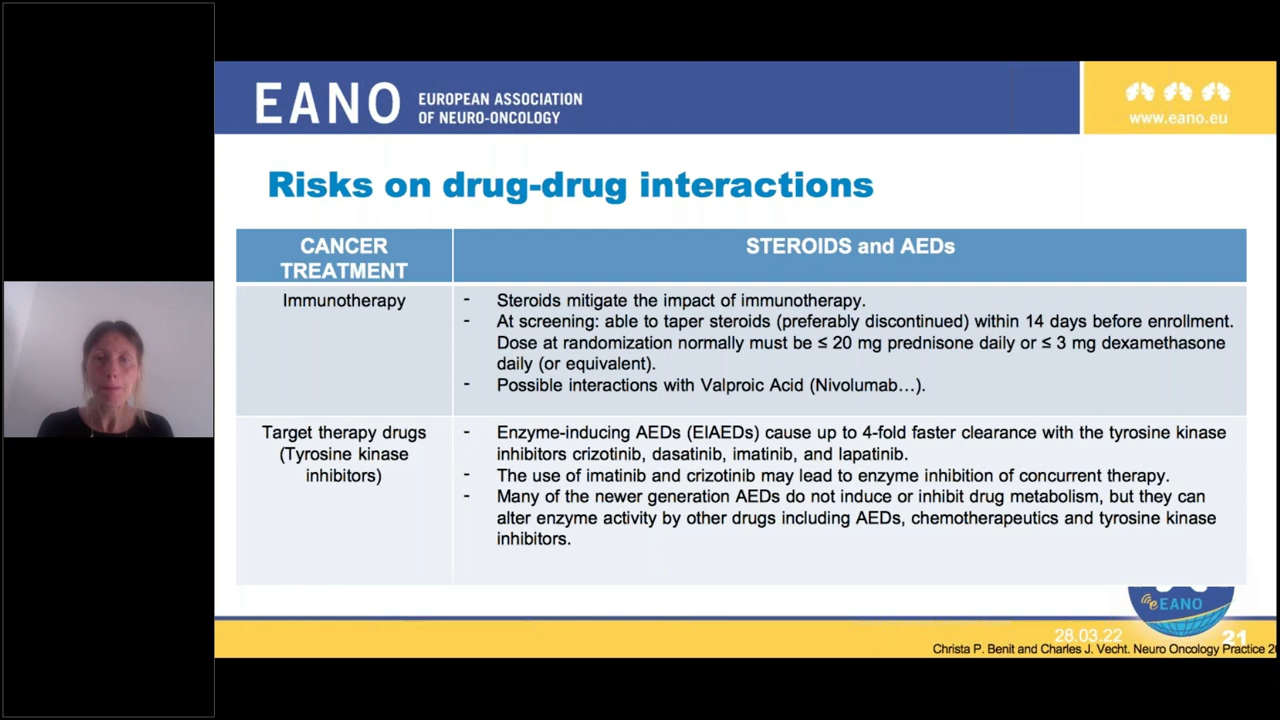 EANO
EUROPEAN ASSOCIATION
OF NEURO-ONCOLOGY
www.eano.eu
Risks on drug-drug interactions
CANCER
TREATMENT
STEROIDS and AEDs
Immunotherapy
- Steroids mitigate the impact of immunotherapy.
- At screening: able to taper steroids (preferably discontinued) within 14 days before enrollment.
Dose at randomization normally must be ≤ 20 mg prednisone daily or ≤ 3 mg dexamethasone
daily (or equivalent).
- Possible interactions with Valproic Acid (Nivolumab…).
Target therapy drugs
(Tyrosine kinase
inhibitors)
- Enzyme-inducing AEDs (EIAEDs) cause up to 4-fold faster clearance with the tyrosine kinase
inhibitors crizotinib, dasatinib, imatinib, and lapatinib.
- The use of imatinib and crizotinib may lead to enzyme inhibition of concurrent therapy.
- Many of the newer generation AEDs do not induce or inhibit drug metabolism, but they can
alter enzyme activity by other drugs including AEDs, chemotherapeutics and tyrosine kinase
inhibitors.
eEANO
28.03.22
21
Christa P. Benit and Charles J. Vecht. Neuro Oncology Practice